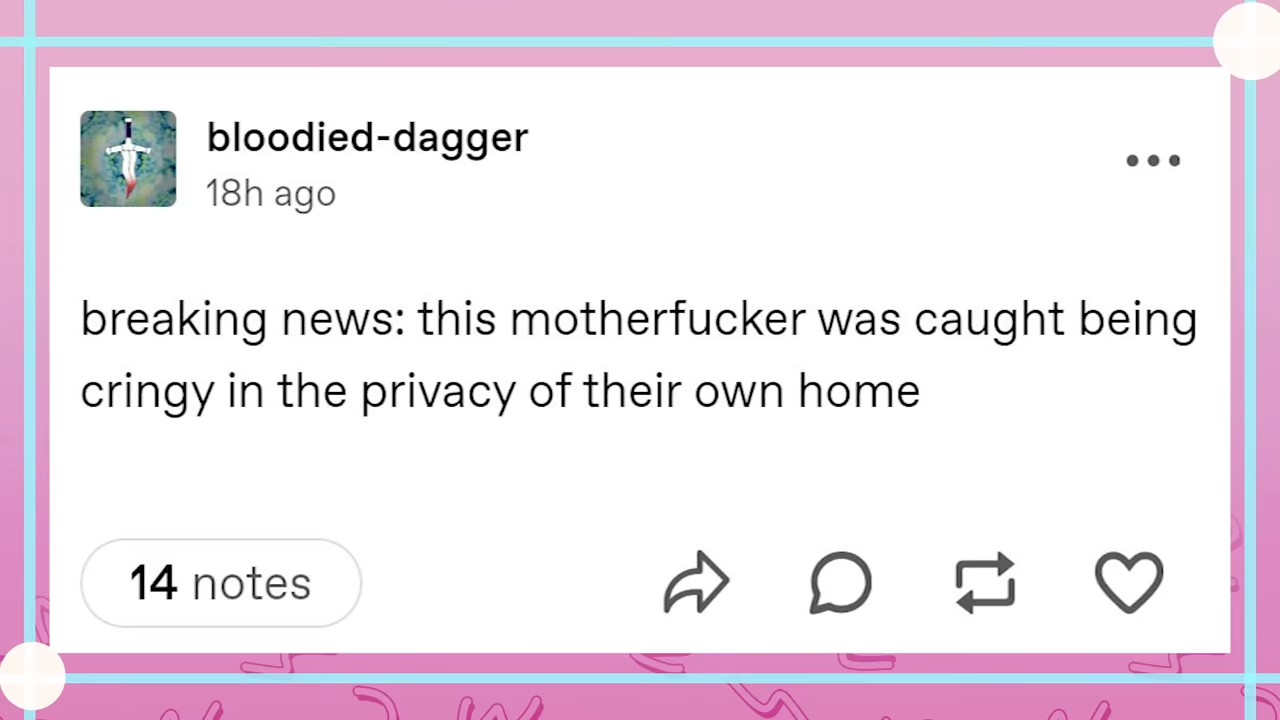 bloodied-dagger
18h ago
breaking news: this motherfucker was caught being
cringy in the privacy of their own home
14 notes